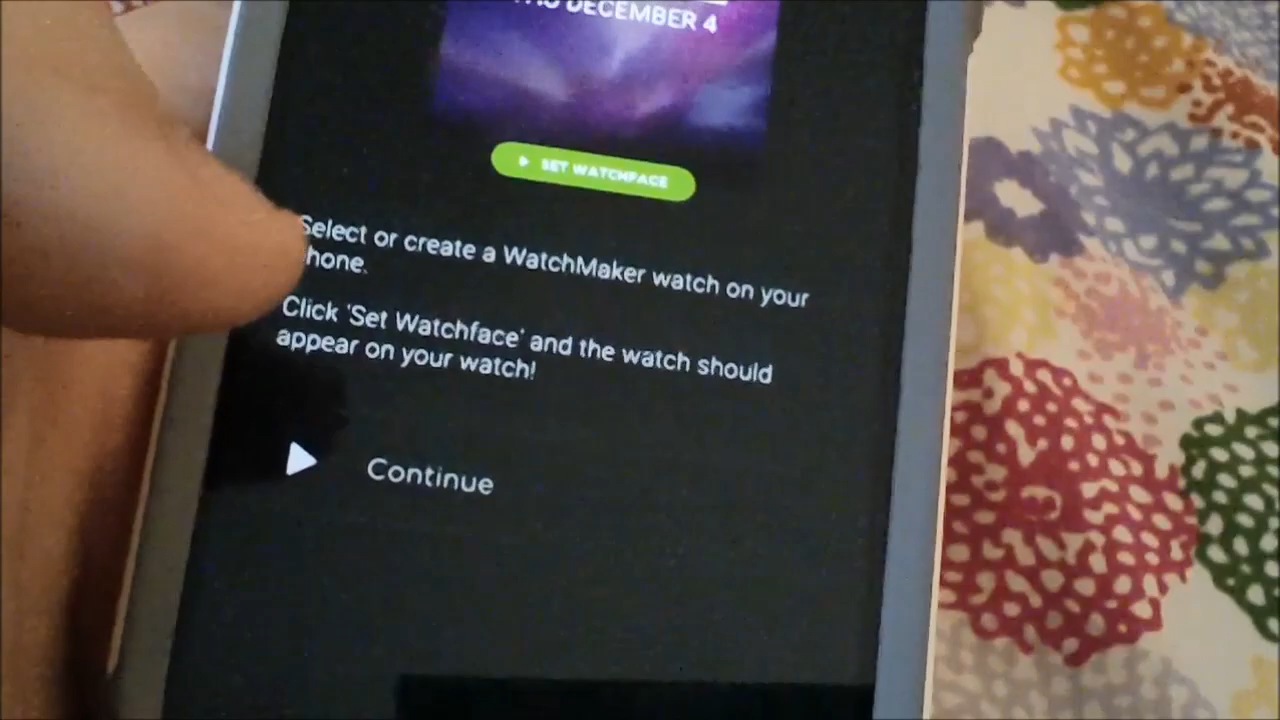 DECEMBER 4
SET WATCHFACE
Select or create a WatchMaker watch on your
hone.
Click 'Set Watchface' and the watch should
appear on your watch!
Continue